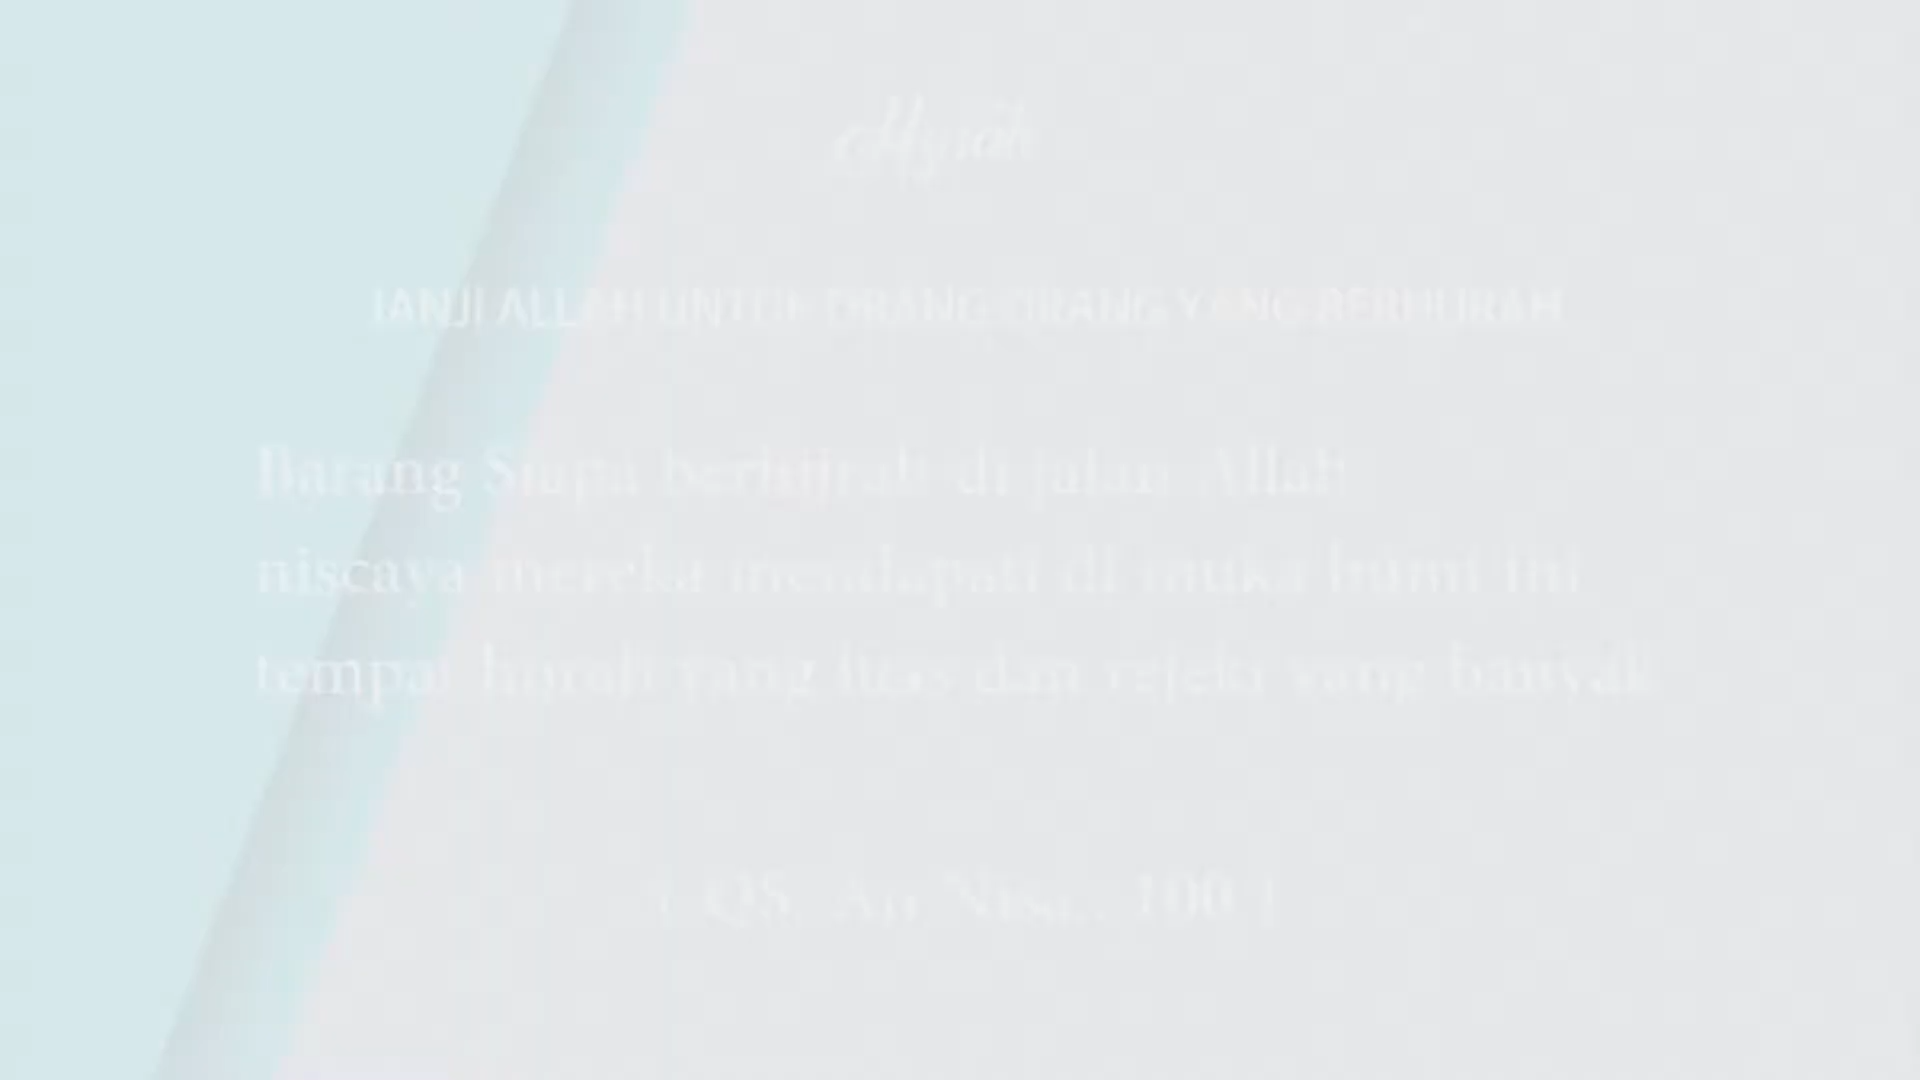 JANJI ALLAH UNTUK ORANG-ORANG YANG BERHIJRAH
Barang Siapa berhijrah di jalan Allah
niscaya mereka mendapati di muka bumi ini
tempat hijrah yang luas dan rejeki yang banyak
( QS. An Nisa: 100 )